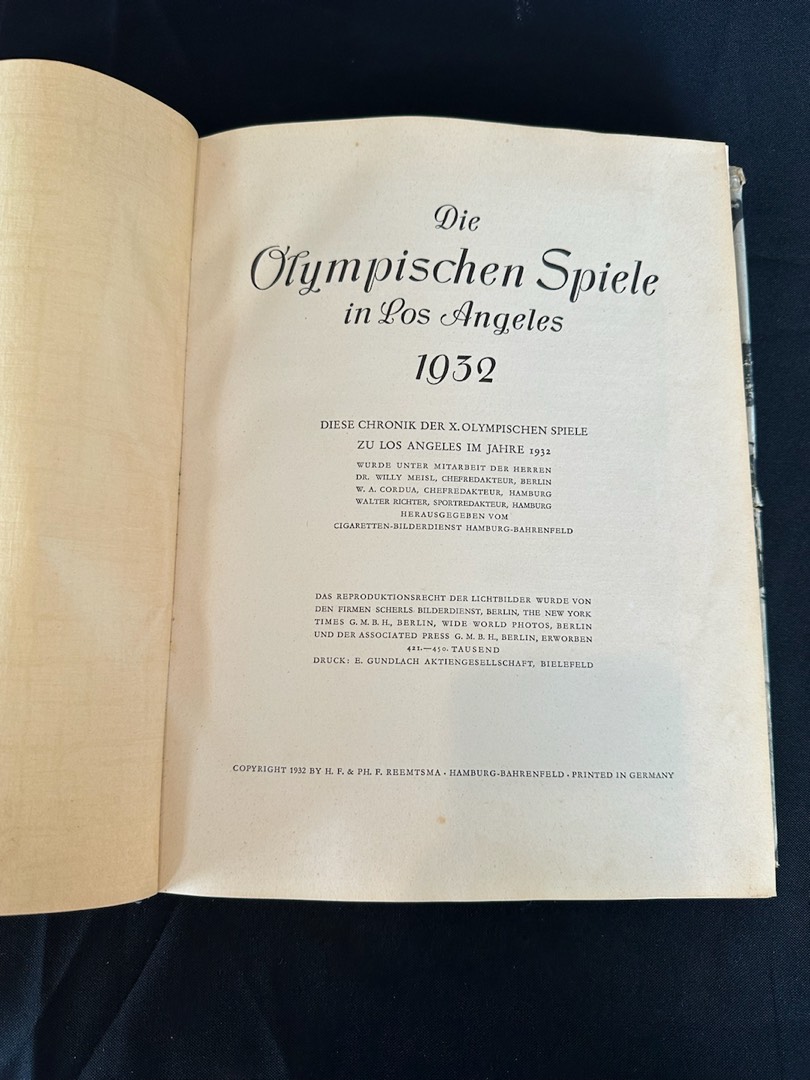 Die
Olympischen Spiele
in Los Angeles
1932
DIESE CHRONIK DER X. OLYMPISCHEN SPIELE
ZU LOS ANGELES IM JAHRE 1932
WURDE UNTER MITARBEIT DER HERREN
DR. WILLY MEISL, CHEFREDAKTEUR, BERLIN
W. A. CORDUA, CHEFREDAKTEUR, HAMBURG
WALTER RICHTER, SPORTREDAKTEUR, HAMBURG
HERAUSGEGEBEN VOM
CIGARETTEN-BILDERDIENST HAMBURG-BAHRENFELD
DAS REPRODUKTIONSRECHT DER LICHTBILDER WURDE VON
DEN FIRMEN SCHERLS BILDERDIENST, BERLIN, THE NEW YORK
TIMES G. M. B. H., BERLIN, WIDE WORLD PHOTOS, BERLIN
UND DER ASSOCIATED PRESS G. M. B. H., BERLIN, ERWORBEN
421.—450. TAUSEND
DRUCK: E. GUNDLACH AKTIENGESELLSCHAFT, BIELEFELD
COPYRIGHT 1932 BY H. F. & PH. F. REEMTSMA · HAMBURG-BAHRENFELD · PRINTED IN GERMANY